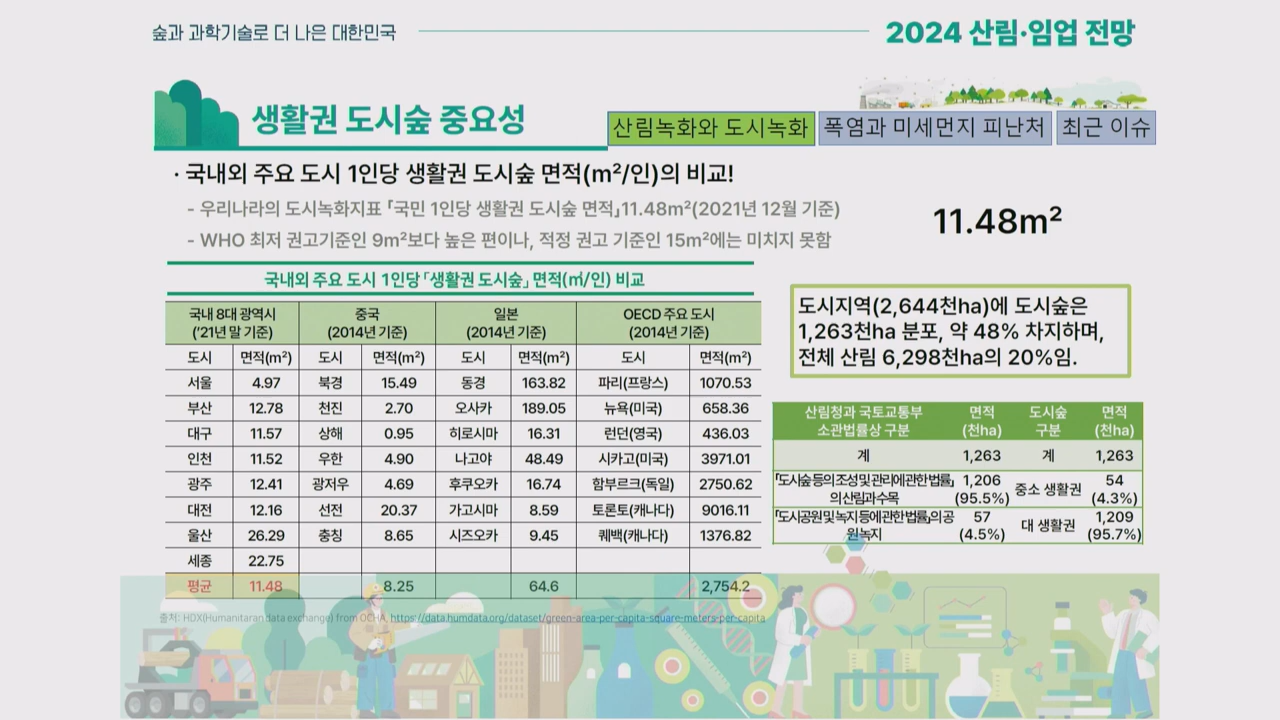 숲과 과학기술로 더 나은 대한민국
2024 산림·임업 전망
생활권 도시숲 중요성
산림녹화와 도시녹화
폭염과 미세먼지 피난처
최근 이슈
· 국내외 주요 도시 1인당 생활권 도시숲 면적(m²/인)의 비교!
- 우리나라의 도시녹화지표 「국민 1인당 생활권 도시숲 면적」11.48m²(2021년 12월 기준)
- WHO 최저 권고기준인 9m²보다 높은 편이나, 적정 권고 기준인 15m²에는 미치지 못함
11.48m²
국내외 주요 도시 1인당 「생활권 도시숲」 면적(㎡/인) 비교
국내 8대 광역시 중국 일본 OECD 주요 도시
('21년 말 기준) (2014년 기준) (2014년 기준) (2014년 기준)
도시 면적(m²) 도시 면적(m²) 도시 면적(m²) 도시 면적(m²)
서울 4.97 북경 15.49 동경 163.82 파리(프랑스) 1070.53
부산 12.78 천진 2.70 오사카 189.05 뉴욕(미국) 658.36
대구 11.57 상해 0.95 히로시마 16.31 런던(영국) 436.03
인천 11.52 우한 4.90 나고야 48.49 시카고(미국) 3971.01
광주 12.41 광저우 4.69 후쿠오카 16.74 함부르크(독일) 2750.62
대전 12.16 선전 20.37 가고시마 8.59 토론토(캐나다) 9016.11
울산 26.29 충칭 8.65 시즈오카 9.45 퀘백(캐나다) 1376.82
세종 22.75
평균 11.48 8.25 64.6 2,754.2
출처: HDX(Humanitaran data exchange) from OCHA, https://data.humdata.org/dataset/green-area-per-capita-square-meters-per-capita
도시지역(2,644천ha)에 도시숲은
1,263천ha 분포, 약 48% 차지하며,
전체 산림 6,298천ha의 20%임.
산림청과 국토교통부 면적 도시숲 면적
소관법률상 구분 (천ha) 구분 (천ha)
계 1,263 계 1,263
「도시숲 등의 조성 및 관리에 관한 법률」 1,206 중소 생활권 54
의 산림과 수목 (95.5%) (4.3%)
「도시공원 및 녹지 등에 관한 법률」의 공 57 대 생활권 1,209
원녹지 (4.5%) (95.7%)